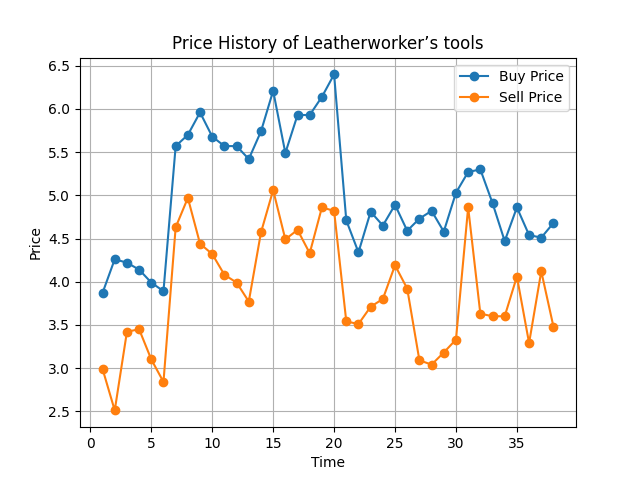 Price History of Leatherworker’s tools
Buy Price
Sell Price
6.5
6.0
5.5
5.0
4.5
4.0
3.5
3.0
2.5
Price
0 5 10 15 20 25 30 35
Time